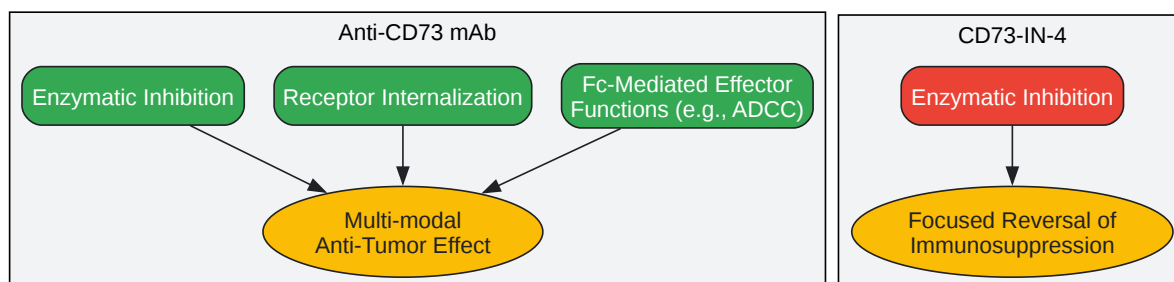 Anti-CD73 mAb
Enzymatic Inhibition
Receptor Internalization
Fc-Mediated Effector
Functions (e.g., ADCC)
Multi-modal
Anti-Tumor Effect
CD73-IN-4
Enzymatic Inhibition
Focused Reversal of
Immunosuppression